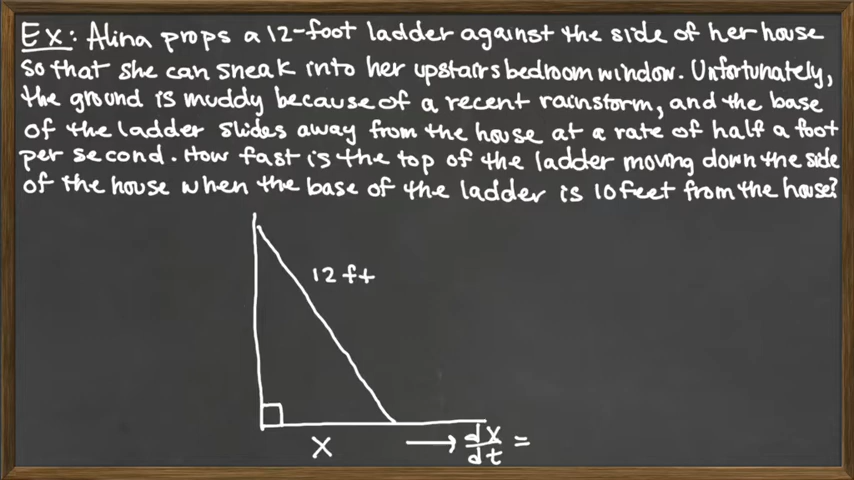 Ex: Alina props a 12-foot ladder against the side of her house
so that she can sneak into her upstairs bedroom window. Unfortunately,
the ground is muddy because of a recent rainstorm, and the base
of the ladder slides away from the house at a rate of half a foot
per second. How fast is the top of the ladder moving down the side
of the house when the base of the ladder is 10 feet from the house?
12 ft
x → dx/dt =